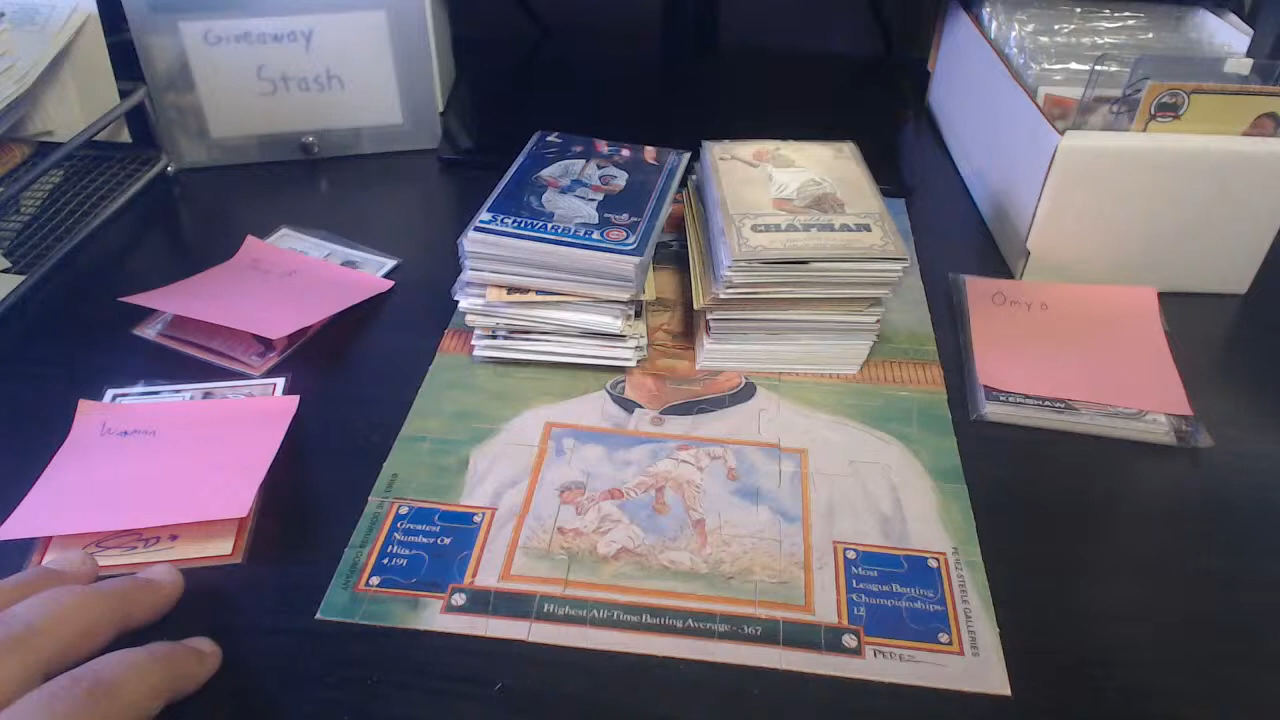 Giveaway
Stash
SCHWARBER
CHAPMAN
Omyo
KERSHAW
Greatest
Number Of
Hits
4,191
Highest All-Time Batting Average - .367
Most
League Batting
Championships-
12
PEREZ-STEELE GALLERIES
PEREZ